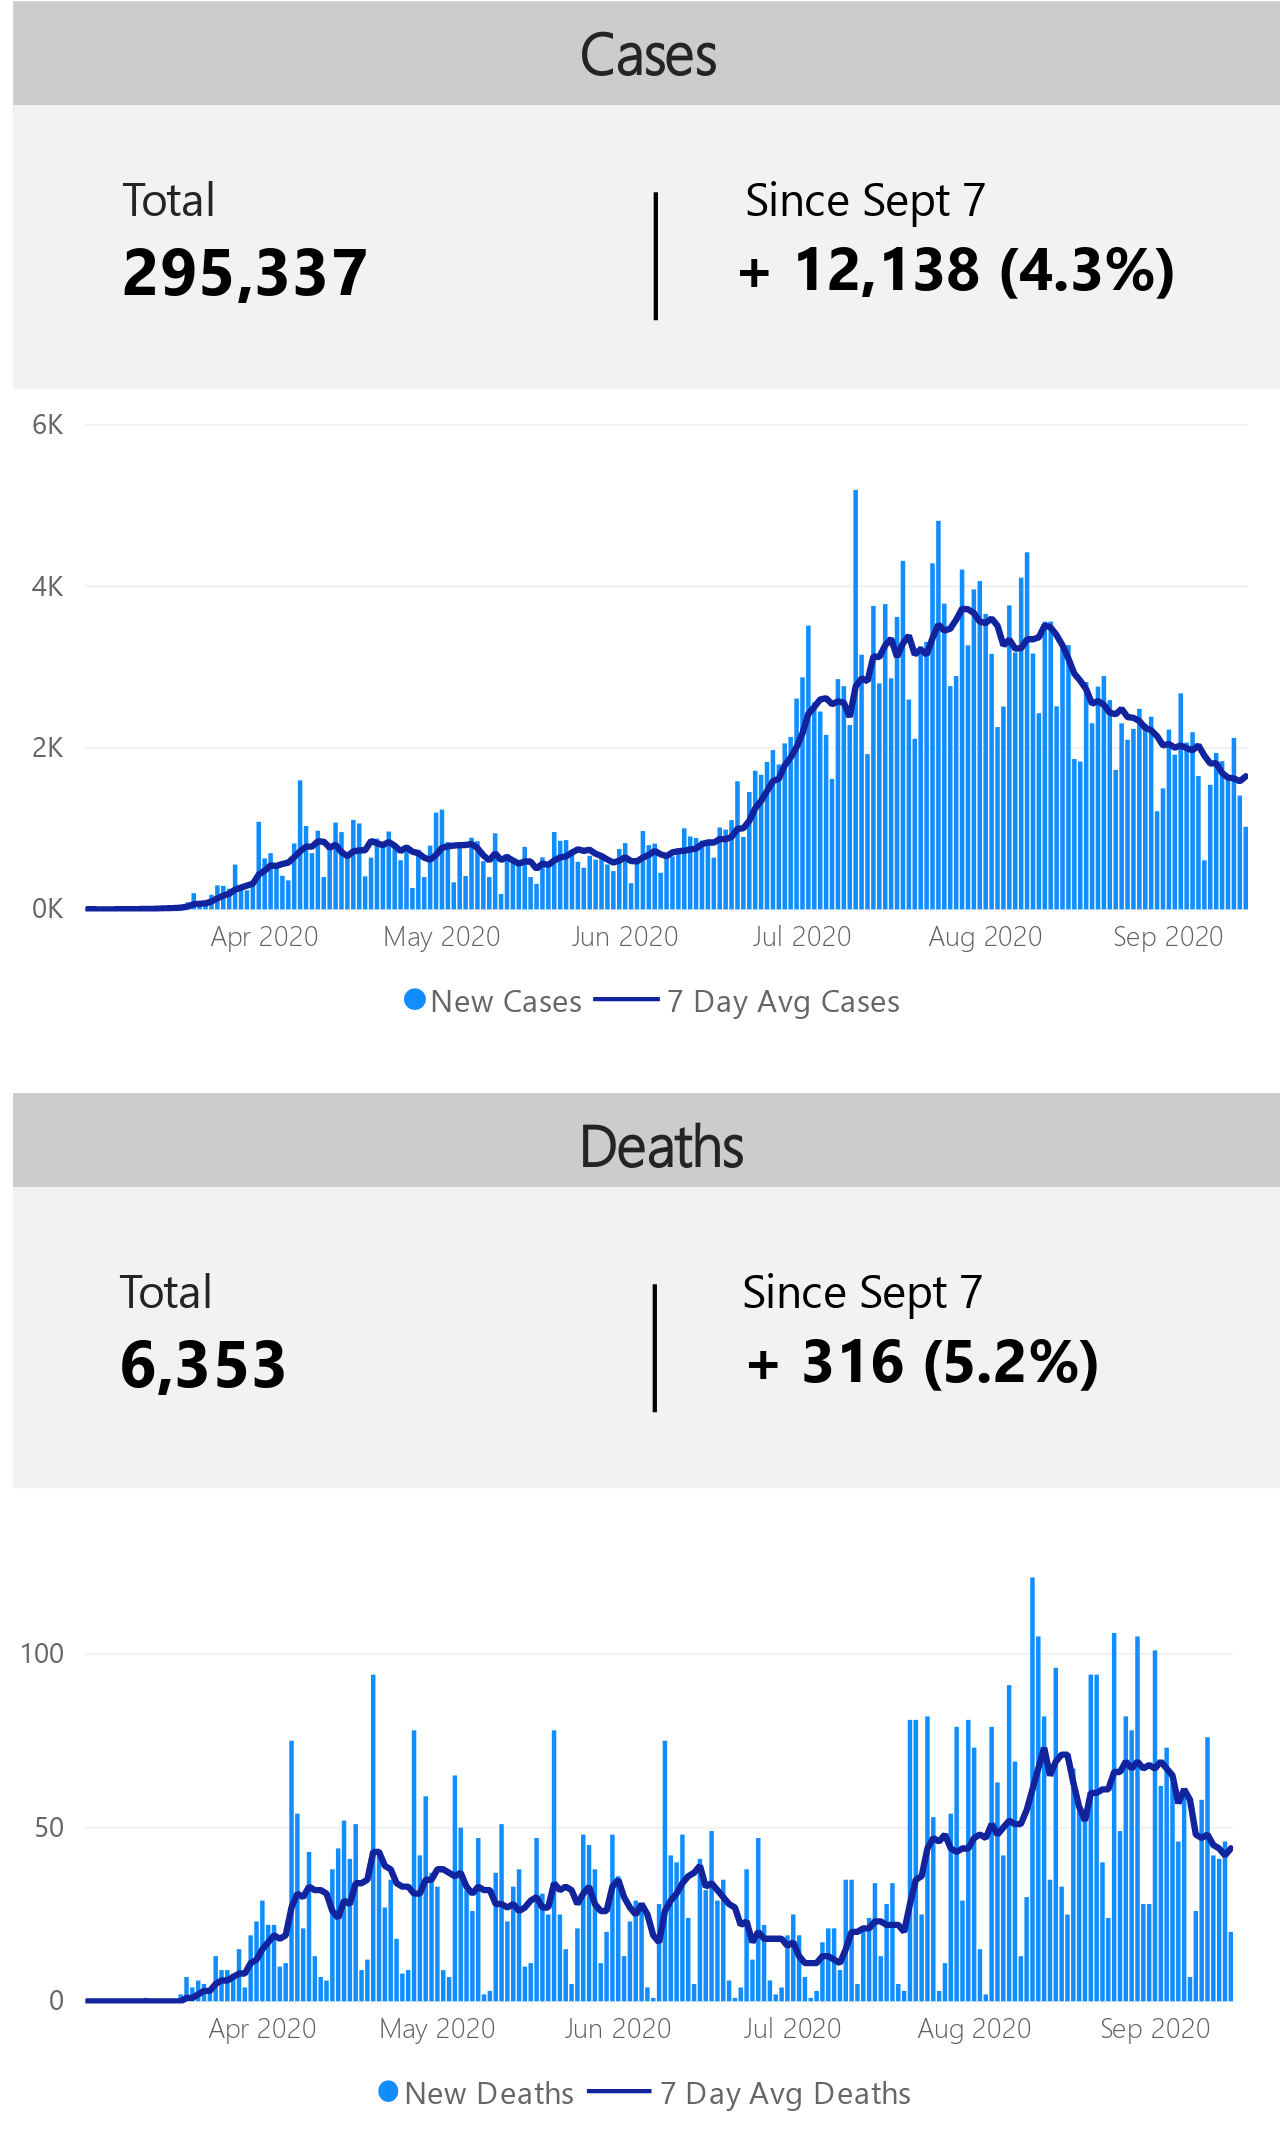 Cases
Total
Since Sept 7
295,337
+ 12,138 (4.3%)
6K
4K
2K
0K
Apr 2020
May 2020
Jun 2020
Jul 2020
Aug 2020
Sep 2020
New Cases
7 Day Avg Cases
Deaths
Total
Since Sept 7
6,353
+ 316 (5.2%)
100
50
0
Apr 2020
May 2020
Jun 2020
Jul 2020
Aug 2020
Sep 2020
New Deaths
7 Day Avg Deaths